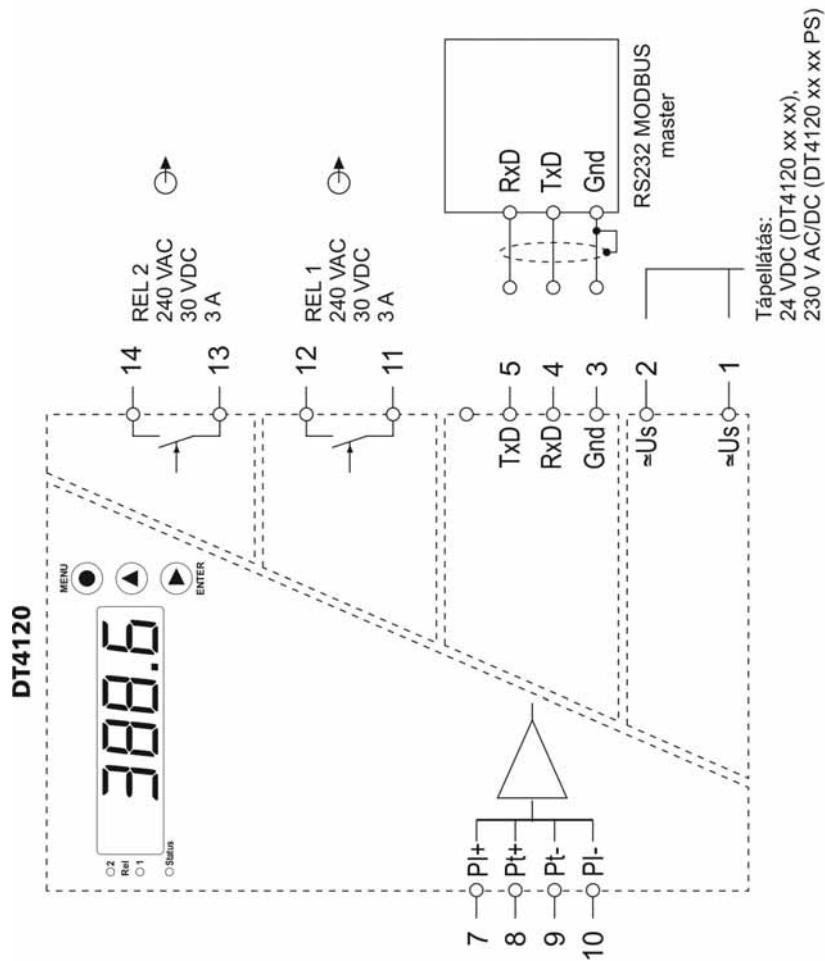 DT4120
2
Rel
1
Status
388.6
MENU
ENTER
7
PI+
8
Pt+
9
Pt-
10
PI-
14
13
REL 2
240 VAC
30 VDC
3 A
12
11
REL 1
240 VAC
30 VDC
3 A
TxD
5
RxD
4
Gnd
3
≃Us
2
≃Us
1
RxD
TxD
Gnd
RS232 MODBUS
master
Tápellátás:
24 VDC (DT4120 xx xx),
230 V AC/DC (DT4120 xx xx PS)